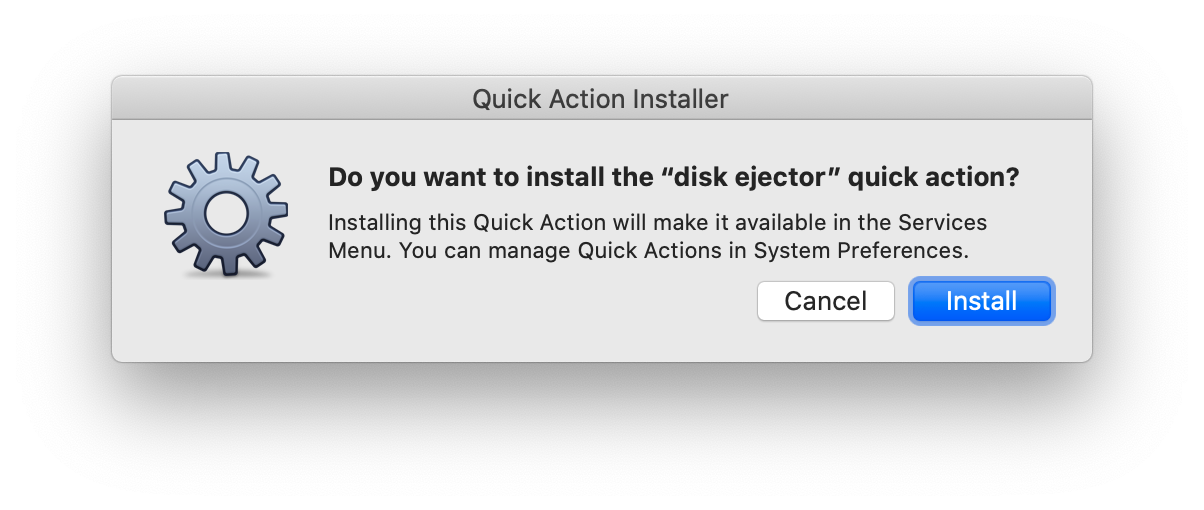 Quick Action Installer
Do you want to install the “disk ejector” quick action?
Installing this Quick Action will make it available in the Services
Menu. You can manage Quick Actions in System Preferences.
Cancel
Install